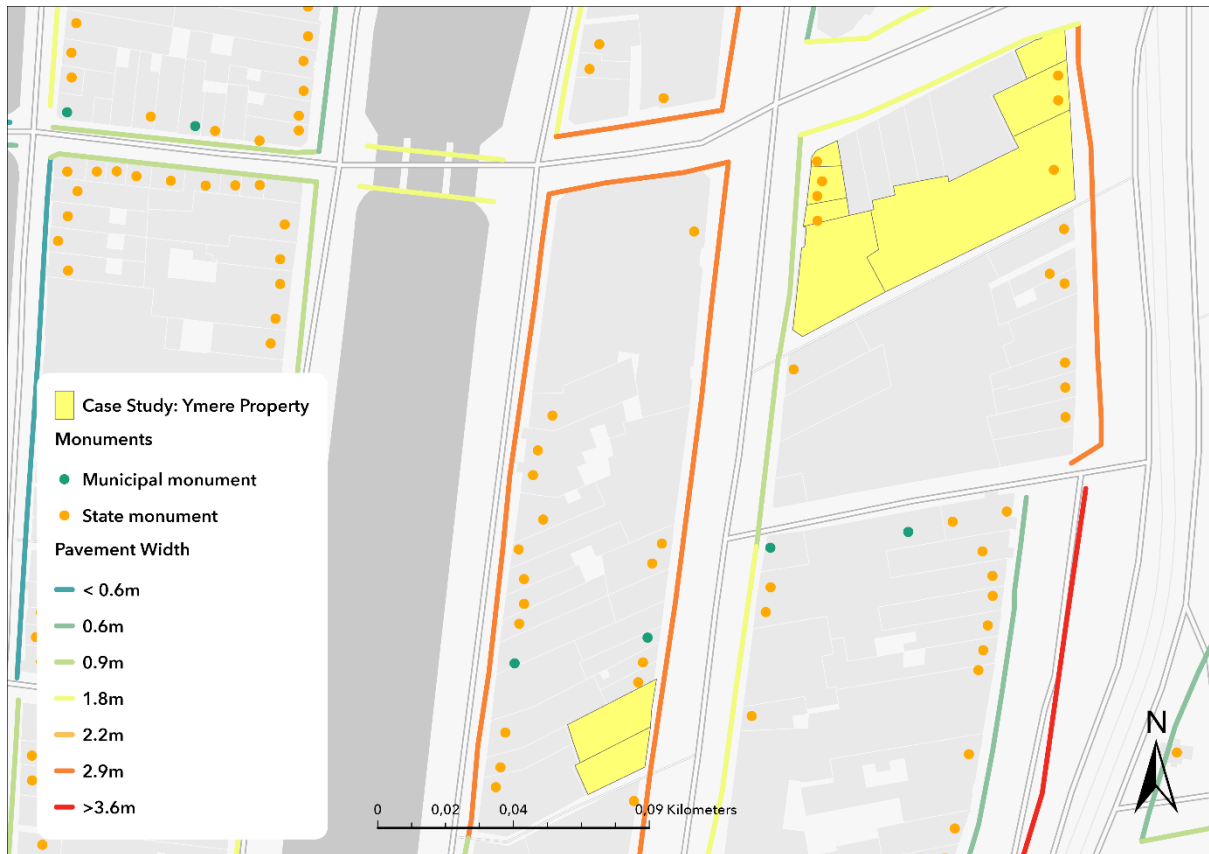 Case Study: Ymere Property
Monuments
Municipal monument
State monument
Pavement Width
< 0.6m
0.6m
0.9m
1.8m
2.2m
2.9m
>3.6m
0 0,02 0,04 0,09 Kilometers
N